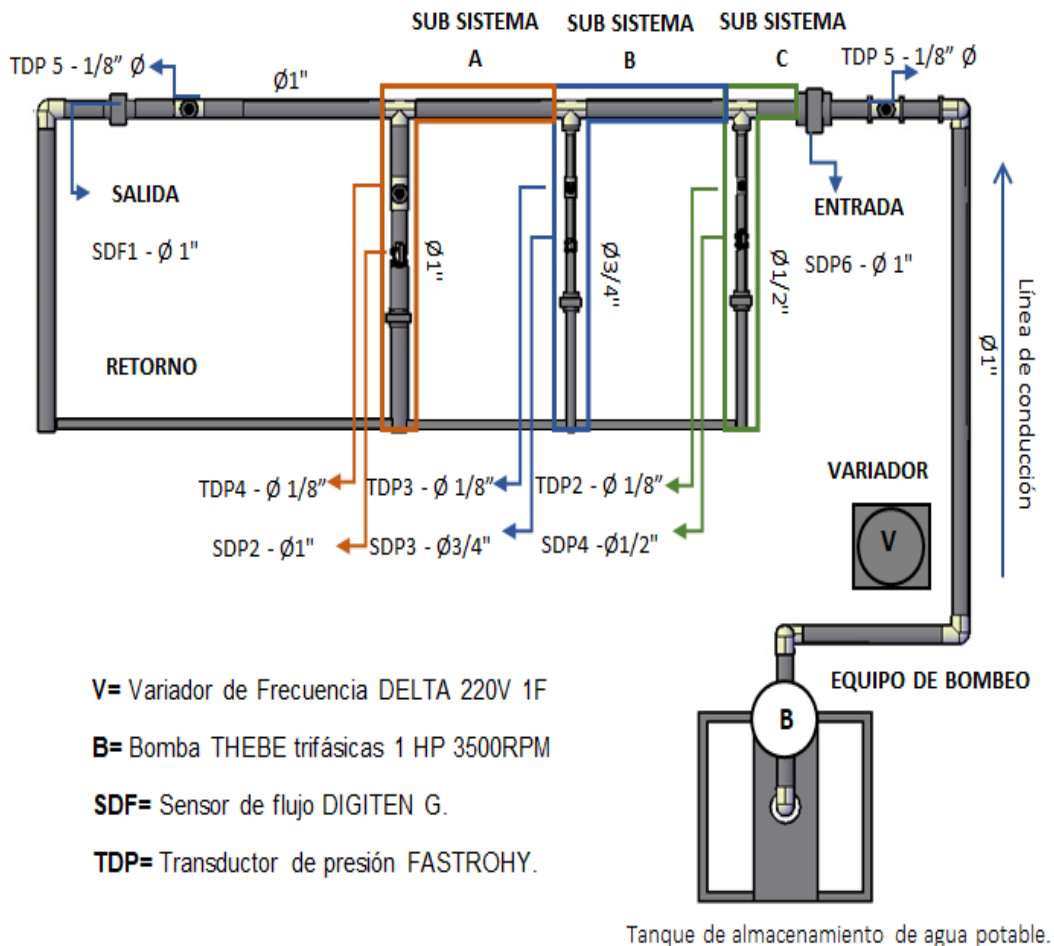 SUB SISTEMA
A
SUB SISTEMA
B
SUB SISTEMA
C
TDP 5 - 1/8” Ø
Ø1"
TDP 5 - 1/8” Ø
SALIDA
SDF1 - Ø 1"
Ø1"
Ø3/4"
Ø1/2"
ENTRADA
SDP6 - Ø 1"
Línea de conducción
Ø1"
RETORNO
TDP4 - Ø 1/8”
TDP3 - Ø 1/8”
TDP2 - Ø 1/8”
SDP2 - Ø1"
SDP3 - Ø3/4"
SDP4 -Ø1/2"
VARIADOR
V
V= Variador de Frecuencia DELTA 220V 1F
EQUIPO DE BOMBEO
B
B= Bomba THEBE trifásicas 1 HP 3500RPM
SDF= Sensor de flujo DIGITEN G.
TDP= Transductor de presión FASTROHY.
Tanque de almacenamiento de agua potable.